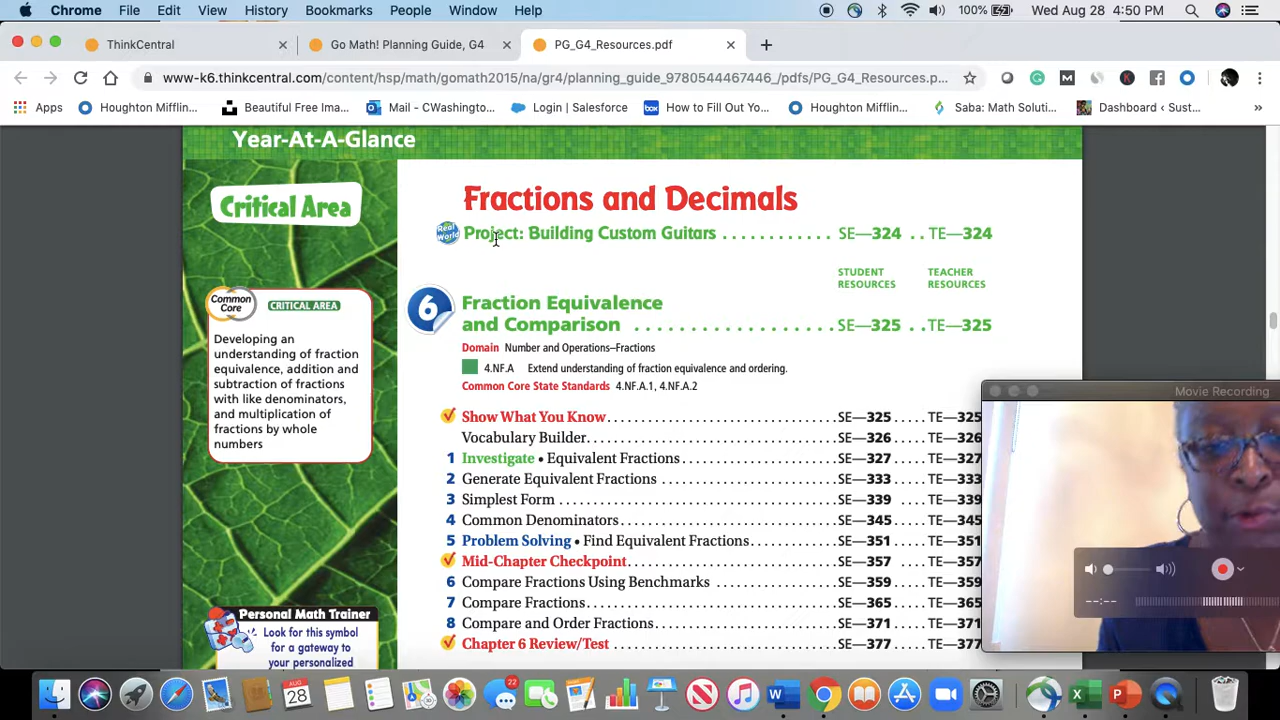 Chrome File Edit View History Bookmarks People Window Help 100% Wed Aug 28 4:50 PM
ThinkCentral Go Math! Planning Guide, G4 PG_G4_Resources.pdf
www-k6.thinkcentral.com/content/hsp/math/gomath2015/na/gr4/planning_guide_9780544467446_/pdfs/PG_G4_Resources.p...
Apps Houghton Mifflin... Beautiful Free Ima... Mail - CWashington... Login | Salesforce How to Fill Out Yo... Houghton Mifflin... Saba: Math Soluti... Dashboard ‹ Sust... »
Year-At-A-Glance
Critical Area
Fractions and Decimals
Real World Project: Building Custom Guitars . . . . . . . . . . . . SE—324 . . TE—324
STUDENT RESOURCES TEACHER RESOURCES
6 Fraction Equivalence
and Comparison . . . . . . . . . . . . . . . . . SE—325 . . TE—325
Domain Number and Operations–Fractions
4.NF.A Extend understanding of fraction equivalence and ordering.
Common Core State Standards 4.NF.A.1, 4.NF.A.2
Show What You Know SE—325 TE—325
Vocabulary Builder SE—326 TE—326
1 Investigate • Equivalent Fractions SE—327 TE—327
2 Generate Equivalent Fractions SE—333 TE—333
3 Simplest Form SE—339 TE—339
4 Common Denominators SE—345 TE—345
5 Problem Solving • Find Equivalent Fractions SE—351 TE—351
Mid-Chapter Checkpoint SE—357 TE—357
6 Compare Fractions Using Benchmarks SE—359 TE—359
7 Compare Fractions SE—365 TE—365
8 Compare and Order Fractions SE—371 TE—371
Chapter 6 Review/Test SE—377 TE—377
Common Core CRITICAL AREA
Developing an
understanding of fraction
equivalence, addition and
subtraction of fractions
with like denominators,
and multiplication of
fractions by whole
numbers
Personal Math Trainer
Look for this symbol
for a gateway to
your personalized
Movie Recording
--:--
22
AUG
28